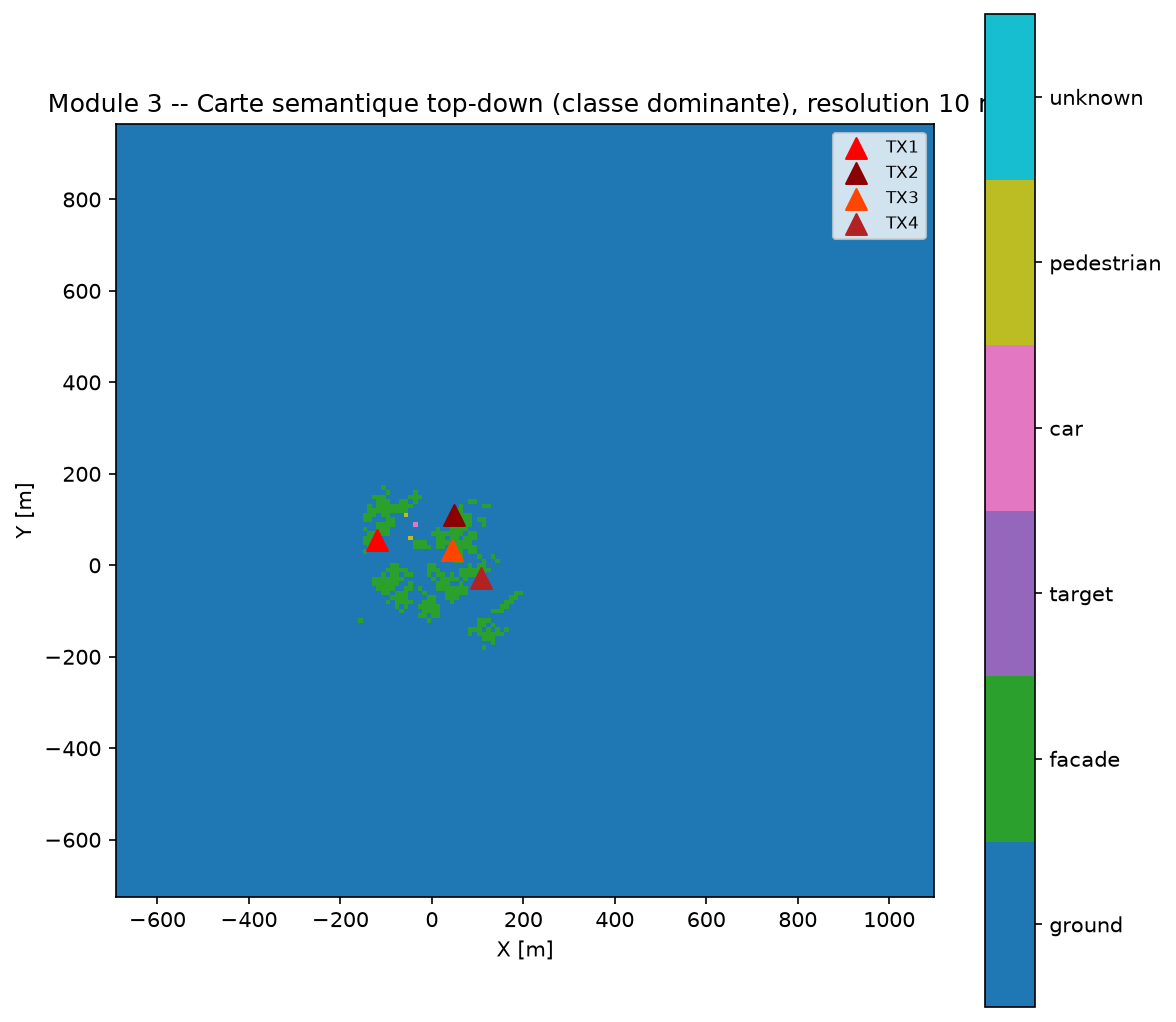 Module 3 -- Carte semantique top-down (classe dominante), resolution 10
TX1
TX2
TX3
TX4
800
600
400
200
0
−200
−400
−600
Y [m]
−600
−400
−200
0
200
400
600
800
1000
X [m]
unknown
pedestrian
car
target
facade
ground